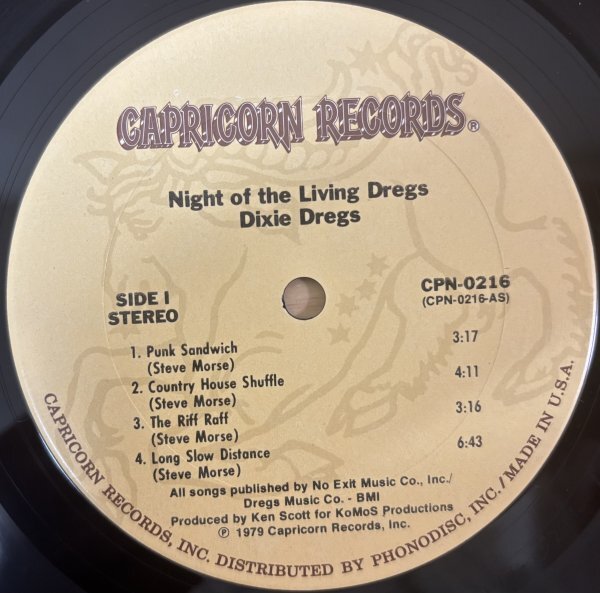 CAPRICORN RECORDS®
Night of the Living Dregs
Dixie Dregs
SIDE I
STEREO
CPN-0216
(CPN-0216-AS)
1. Punk Sandwich 3:17
(Steve Morse)
2. Country House Shuffle 4:11
(Steve Morse)
3. The Riff Raff 3:16
(Steve Morse)
4. Long Slow Distance 6:43
(Steve Morse)
All songs published by No Exit Music Co., Inc./
Dregs Music Co. - BMI
Produced by Ken Scott for KoMoS Productions
℗ 1979 Capricorn Records, Inc.
CAPRICORN RECORDS, INC. DISTRIBUTED BY PHONODISC, INC./MADE IN U.S.A.